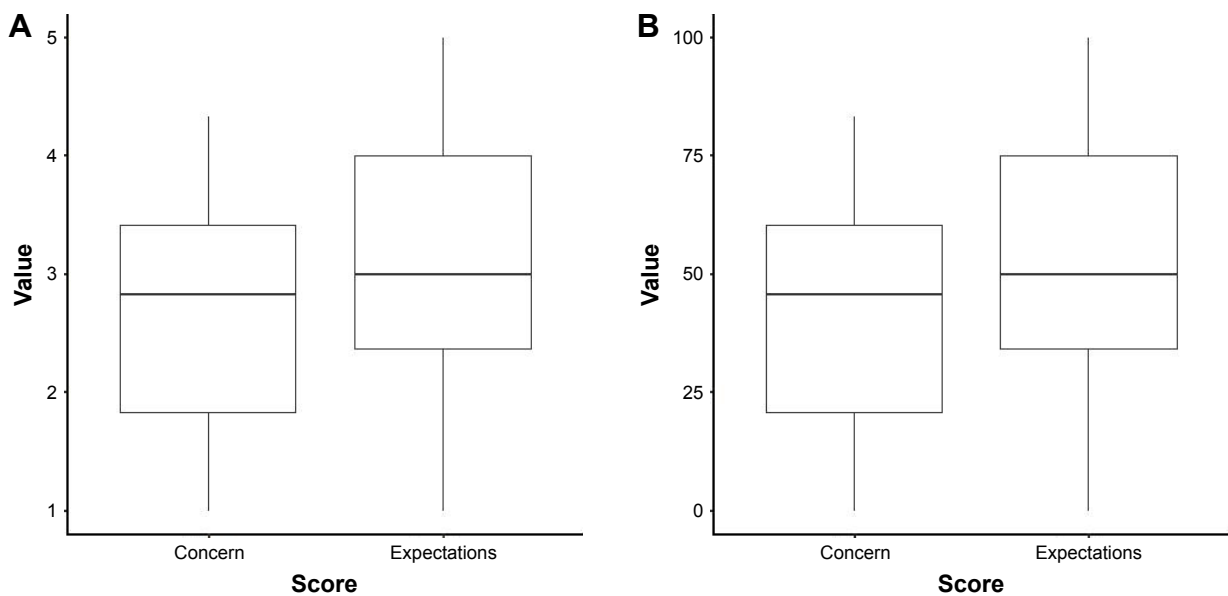 A
5
4
3
2
1
Value
Concern Expectations
Score
B
100
75
50
25
0
Value
Concern Expectations
Score